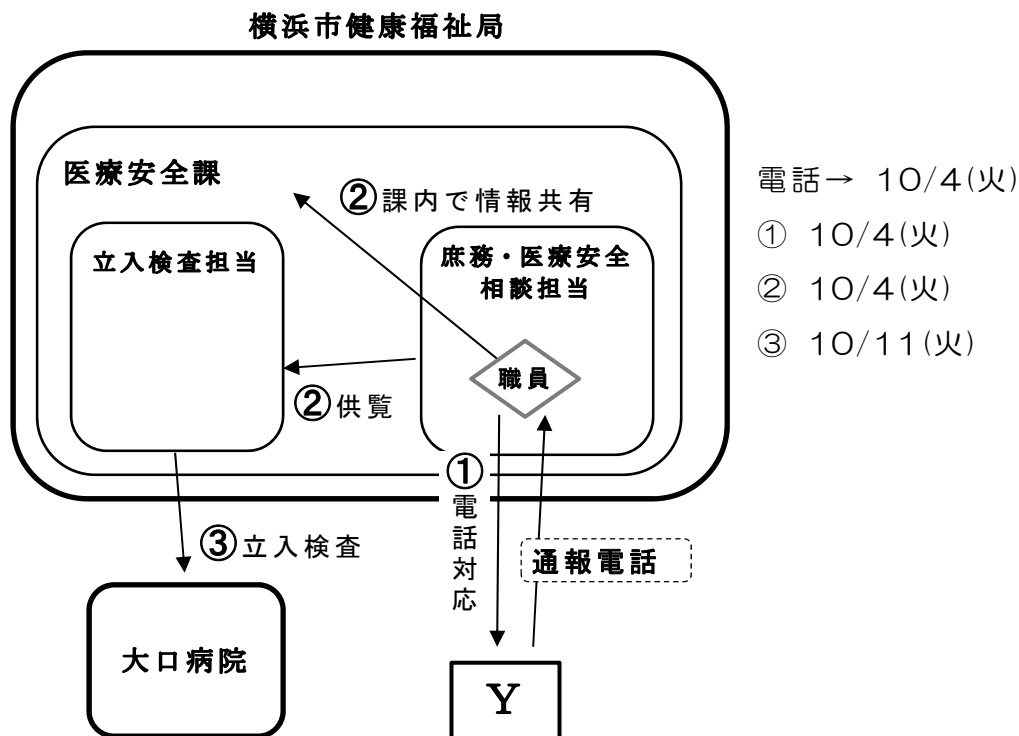 横浜市健康福祉局
医療安全課
②課内で情報共有
立入検査担当
庶務・医療安全
相談担当
職員
②供覧
①電話対応
通報電話
③立入検査
大口病院
Y
電話→ 10/4(火)
① 10/4(火)
② 10/4(火)
③ 10/11(火)